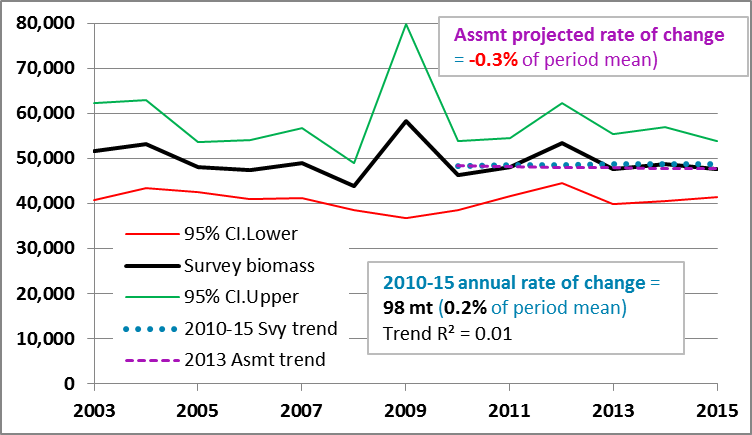 80,000
70,000
60,000
50,000
40,000
30,000
20,000
10,000
0
Assmt projected rate of change
= -0.3% of period mean)
95% CI.Lower
Survey biomass
95% CI.Upper
2010-15 Svy trend
2013 Asmt trend
2010-15 annual rate of change =
98 mt (0.2% of period mean)
Trend R² = 0.01
2003 2005 2007 2009 2011 2013 2015